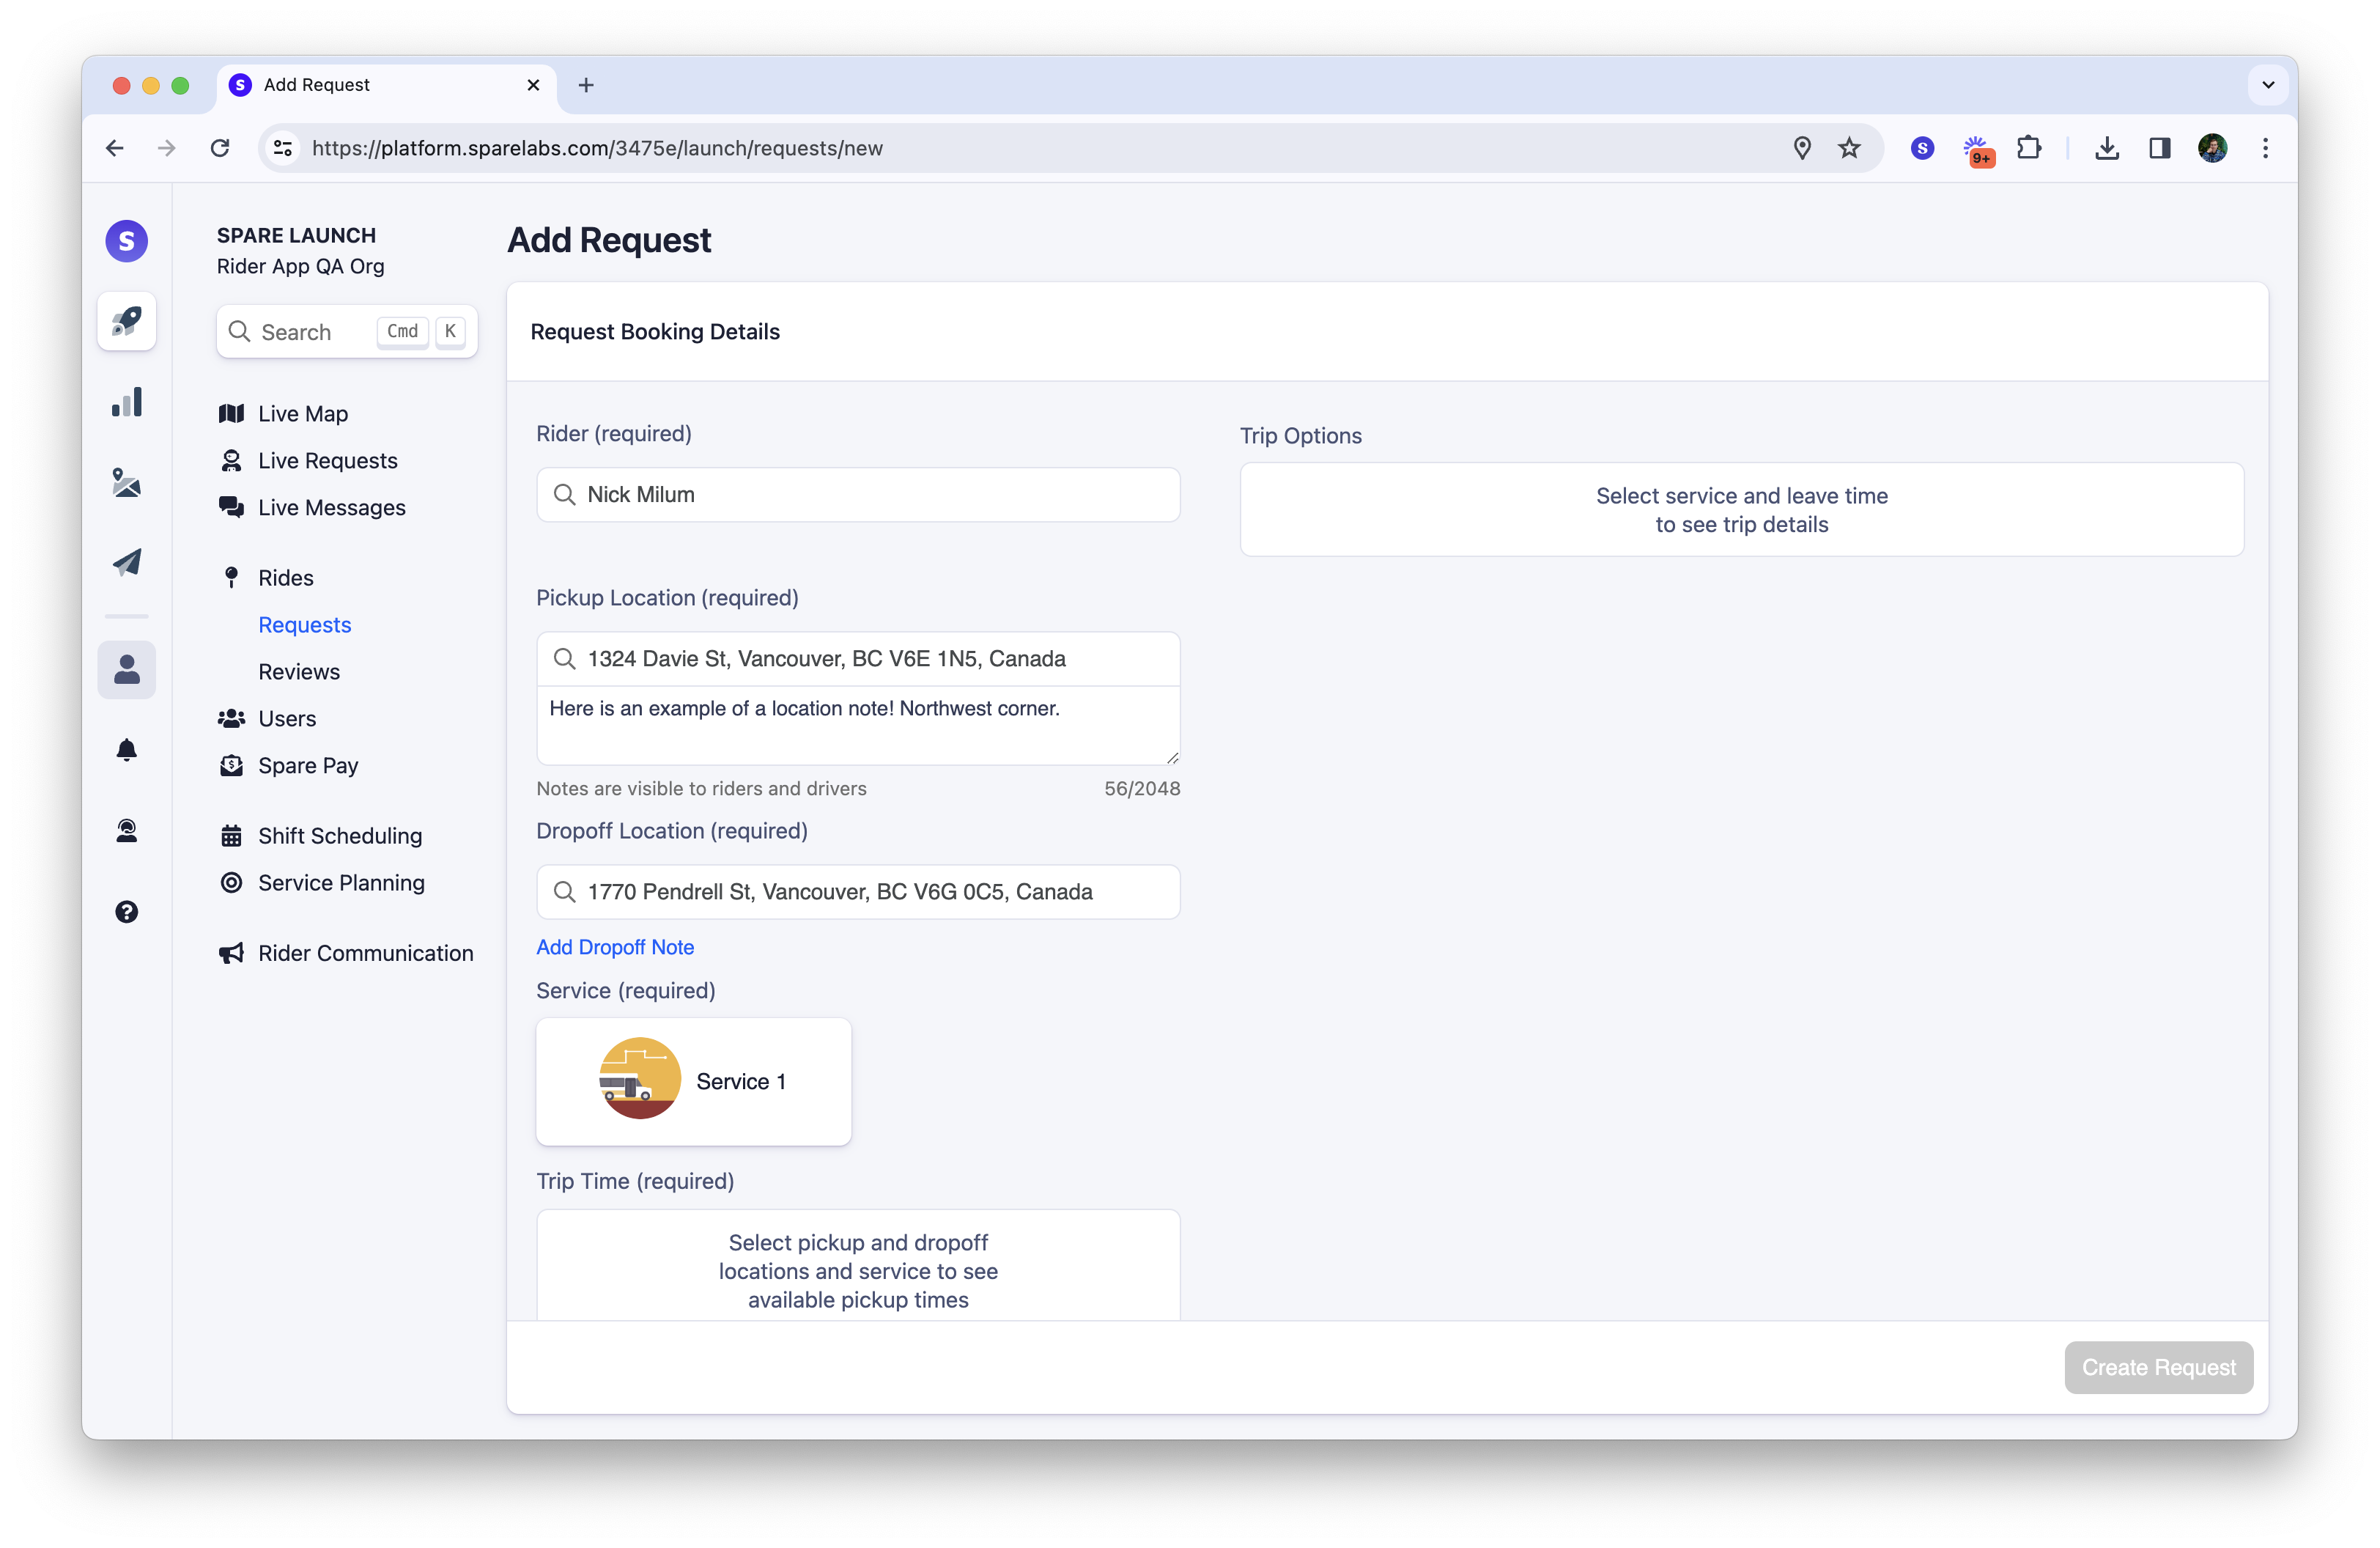 S Add Request
https://platform.sparelabs.com/3475e/launch/requests/new
S
9+
S
SPARE LAUNCH
Rider App QA Org
Search Cmd K
Live Map
Live Requests
Live Messages
Rides
Requests
Reviews
Users
Spare Pay
Shift Scheduling
Service Planning
Rider Communication
Add Request
Request Booking Details
Rider (required)
Nick Milum
Pickup Location (required)
1324 Davie St, Vancouver, BC V6E 1N5, Canada
Here is an example of a location note! Northwest corner.
Notes are visible to riders and drivers 56/2048
Dropoff Location (required)
1770 Pendrell St, Vancouver, BC V6G 0C5, Canada
Add Dropoff Note
Service (required)
Service 1
Trip Time (required)
Select pickup and dropoff
locations and service to see
available pickup times
Trip Options
Select service and leave time
to see trip details
Create Request